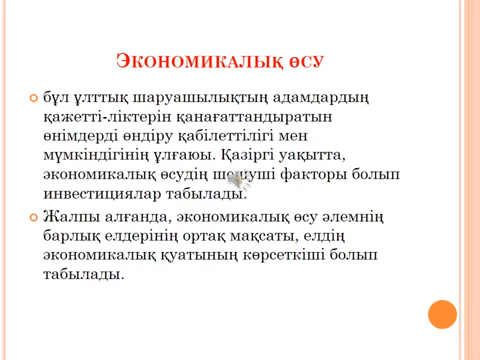 Экономикалық өсу
бұл ұлттық шаруашылықтың адамдардың
қажетті-ліктерін қанағаттандыратын
өнімдерді өндіру қабілеттілігі мен
мүмкіндігінің ұлғаюы. Қазіргі уақытта,
экономикалық өсудің шешуші факторы болып
инвестициялар табылады.
Жалпы алғанда, экономикалық өсу әлемнің
барлық елдерінің ортақ мақсаты, елдің
экономикалық қуатының көрсеткіші болып
табылады.